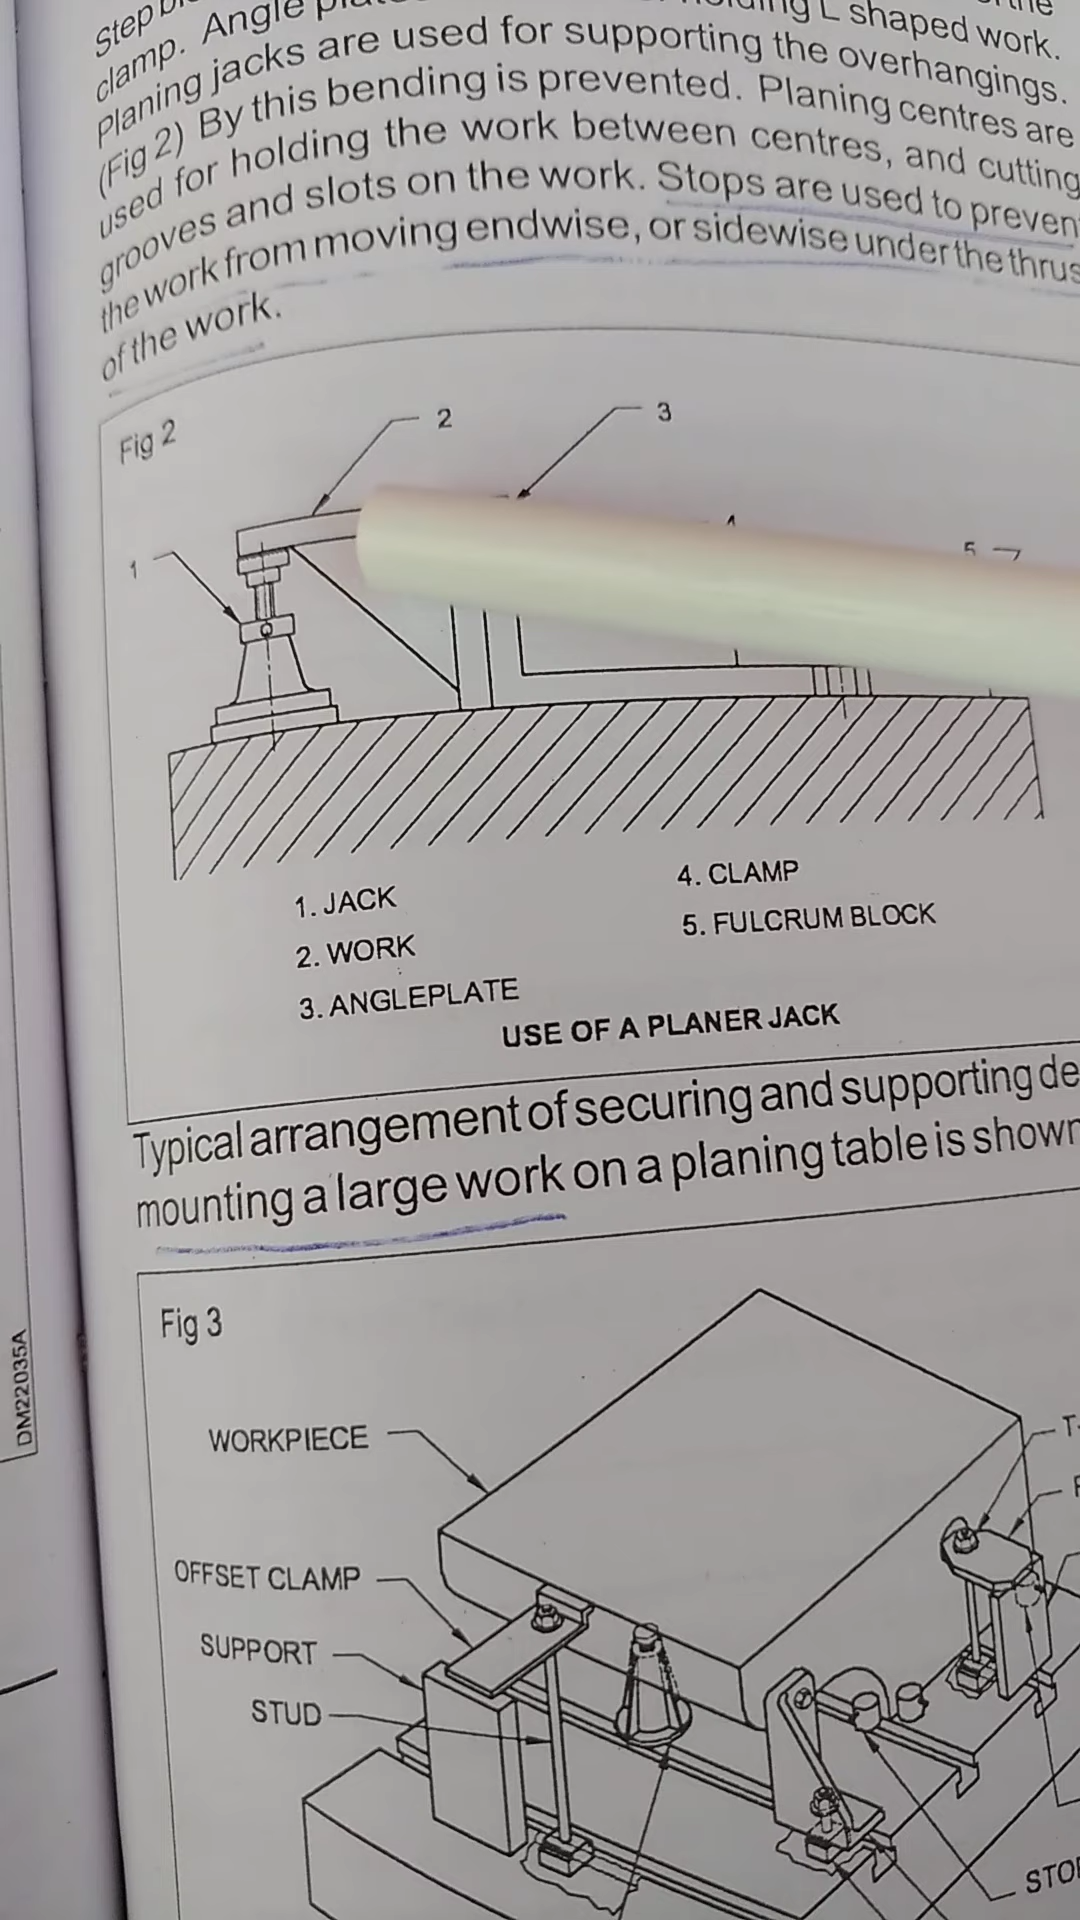 clamp. Angle
L shaped work.
Planing jacks are used for supporting the overhangings.
(Fig 2) By this bending is prevented. Planing centres are
used for holding the work between centres, and cutting
grooves and slots on the work. Stops are used to preven
the work from moving endwise, or sidewise under the thrus
of the work.
Fig 2
2
3
1
5
1. JACK
2. WORK
3. ANGLEPLATE
4. CLAMP
5. FULCRUM BLOCK
USE OF A PLANER JACK
Typical arrangement of securing and supporting de
mounting a large work on a planing table is shown
Fig 3
WORKPIECE
OFFSET CLAMP
SUPPORT
STUD
STO
DM22035A